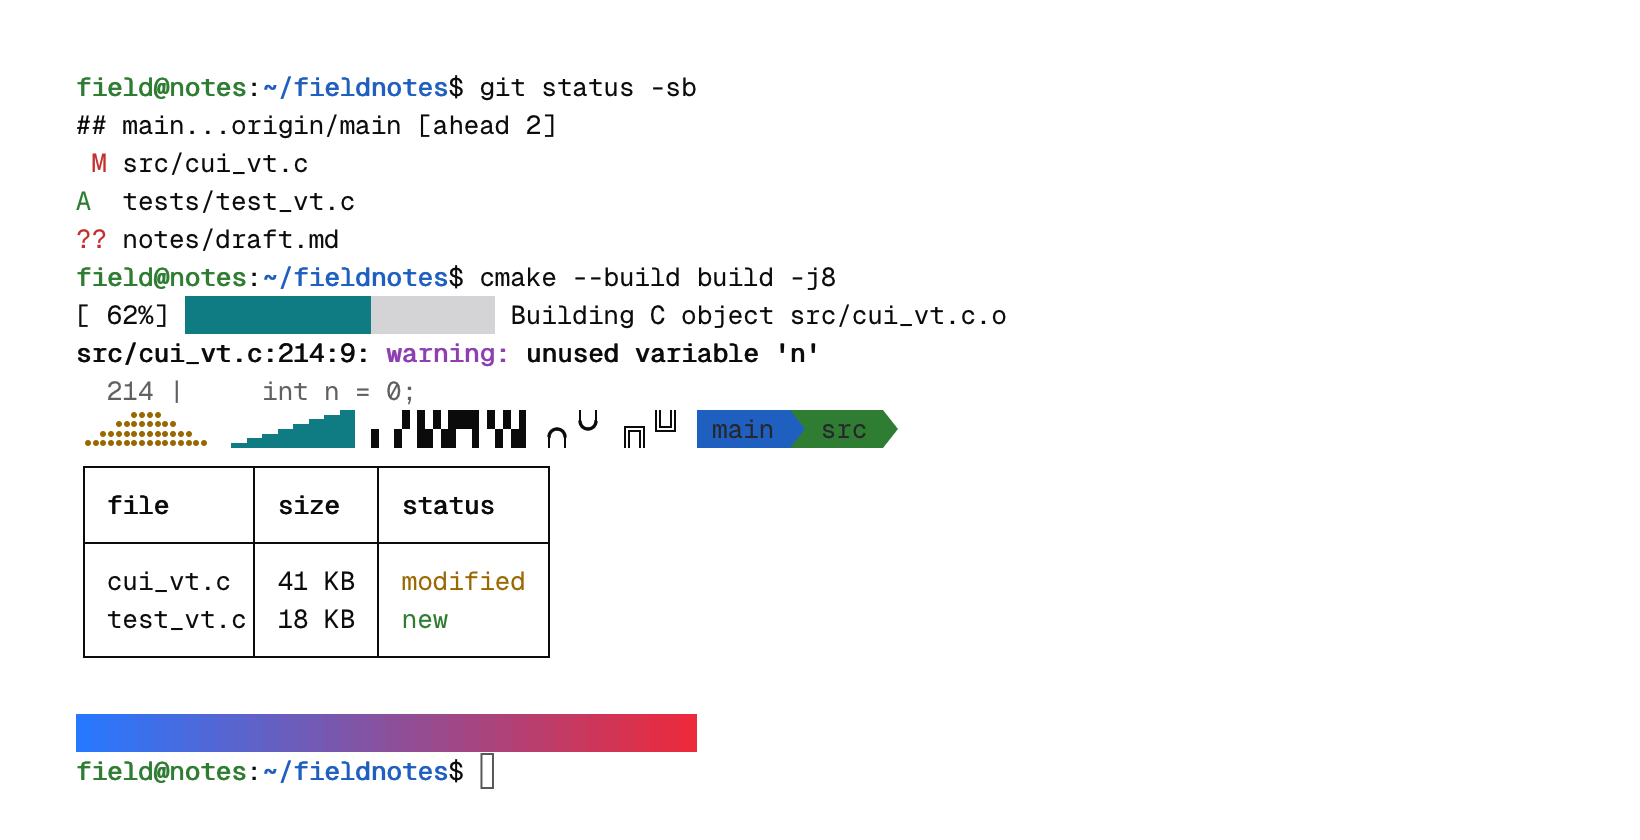 field@notes:~/fieldnotes$ git status -sb
## main...origin/main [ahead 2]
 M src/cui_vt.c
A  tests/test_vt.c
?? notes/draft.md
field@notes:~/fieldnotes$ cmake --build build -j8
[ 62%] Building C object src/cui_vt.c.o
src/cui_vt.c:214:9: warning: unused variable 'n'
  214 |     int n = 0;
main src
file size status
cui_vt.c 41 KB modified
test_vt.c 18 KB new
field@notes:~/fieldnotes$